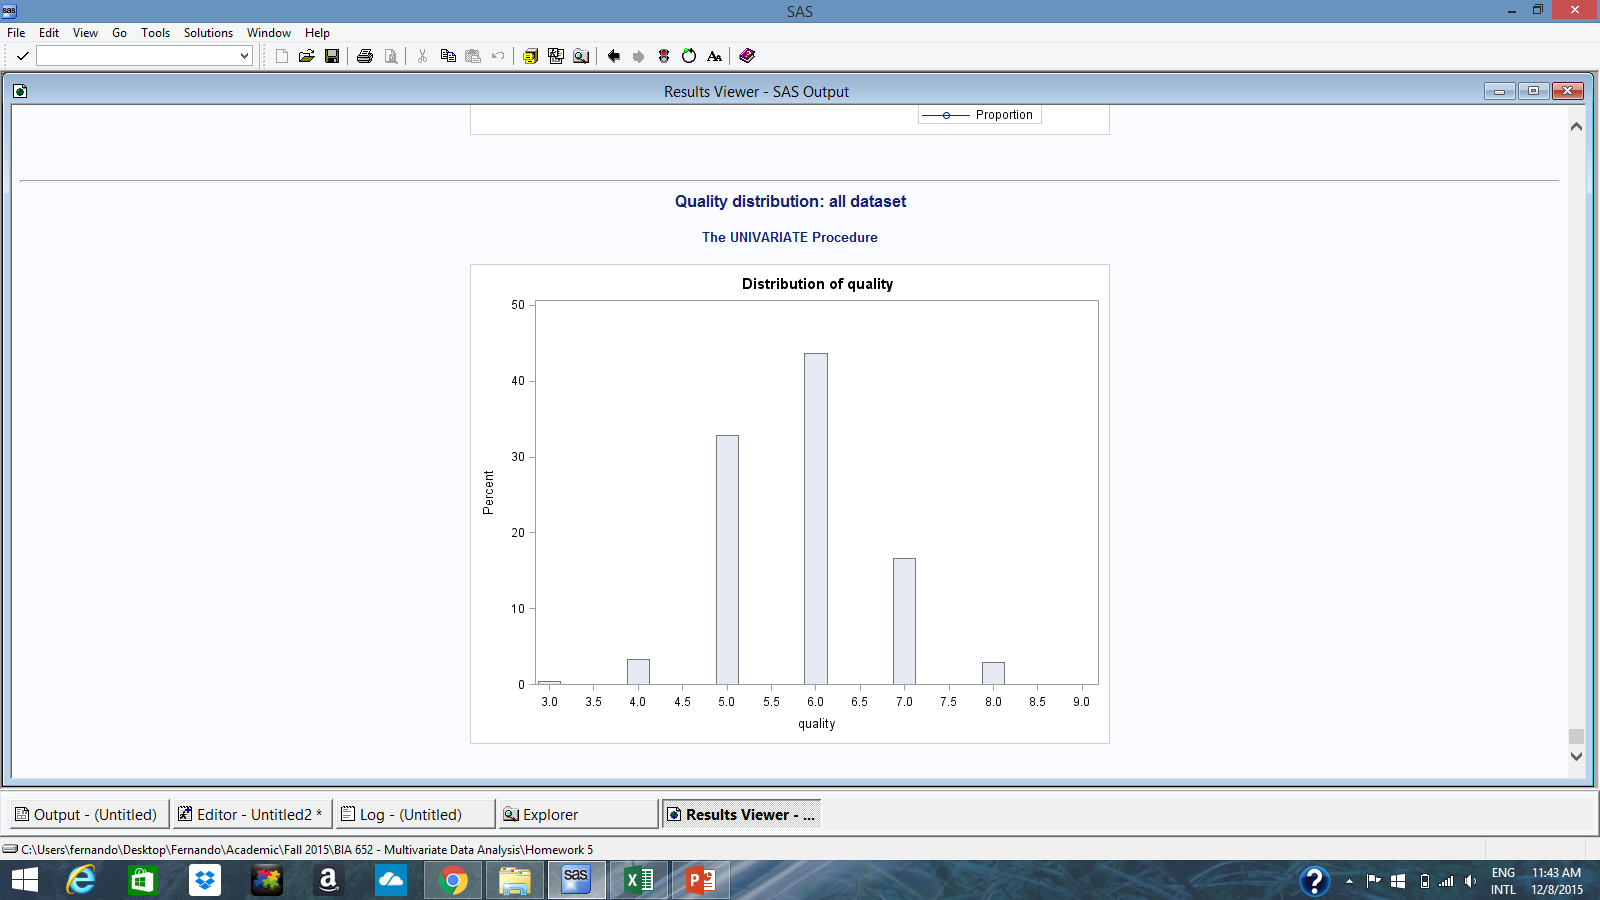 SAS
File Edit View Go Tools Solutions Window Help
Results Viewer - SAS Output
Proportion
Quality distribution: all dataset
The UNIVARIATE Procedure
Distribution of quality
50
40
30
20
10
0
Percent
3.0 3.5 4.0 4.5 5.0 5.5 6.0 6.5 7.0 7.5 8.0 8.5 9.0
quality
Output - (Untitled) Editor - Untitled2 * Log - (Untitled) Explorer Results Viewer - ...
C:\Users\fernando\Desktop\Fernando\Academic\Fall 2015\BIA 652 - Multivariate Data Analysis\Homework 5
ENG 11:43 AM
INTL 12/8/2015